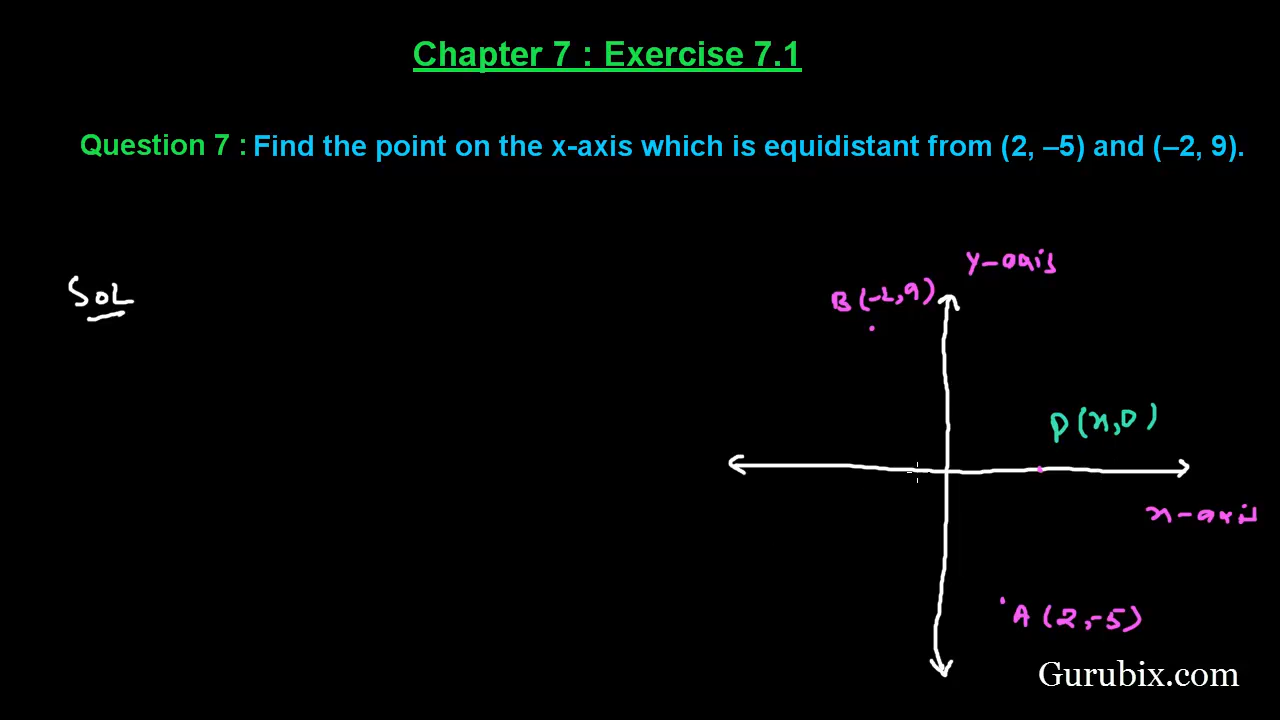 Chapter 7 : Exercise 7.1
Question 7 : Find the point on the x-axis which is equidistant from (2, –5) and (–2, 9).
Y-axis
SOL
B(-2,9)
P(x,0)
x-axis
A(2,-5)
Gurubix.com